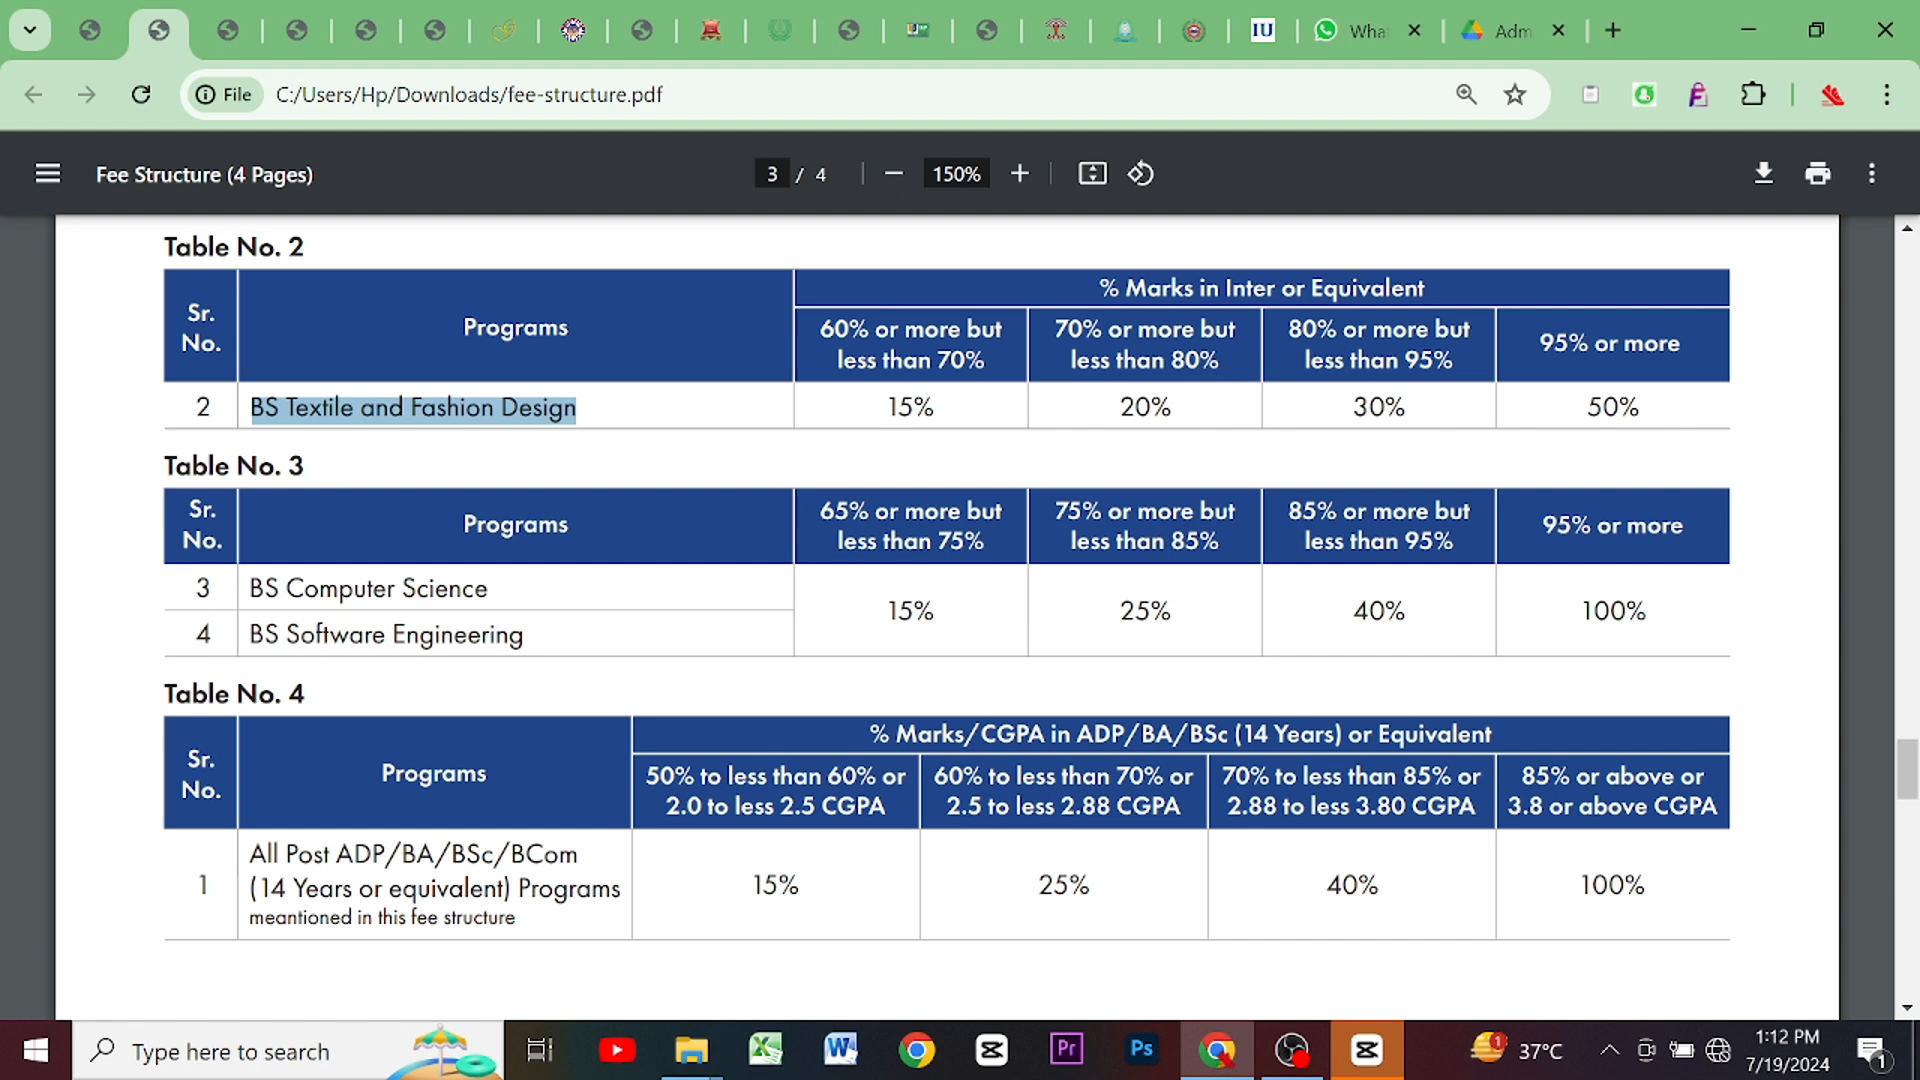 IU
Wha
Adm
File
C:/Users/Hp/Downloads/fee-structure.pdf
Fee Structure (4 Pages)
3 / 4
150%
Table No. 2
Sr. No.
Programs
% Marks in Inter or Equivalent
60% or more but less than 70%
70% or more but less than 80%
80% or more but less than 95%
95% or more
2 BS Textile and Fashion Design 15% 20% 30% 50%
Table No. 3
Sr. No.
Programs
65% or more but less than 75%
75% or more but less than 85%
85% or more but less than 95%
95% or more
3 BS Computer Science
4 BS Software Engineering
15% 25% 40% 100%
Table No. 4
Sr. No.
Programs
% Marks/CGPA in ADP/BA/BSc (14 Years) or Equivalent
50% to less than 60% or 2.0 to less 2.5 CGPA
60% to less than 70% or 2.5 to less 2.88 CGPA
70% to less than 85% or 2.88 to less 3.80 CGPA
85% or above or 3.8 or above CGPA
1
All Post ADP/BA/BSc/BCom
(14 Years or equivalent) Programs
meantioned in this fee structure
15% 25% 40% 100%
Type here to search
Pr
Ps
1
37°C
1:12 PM
7/19/2024
1